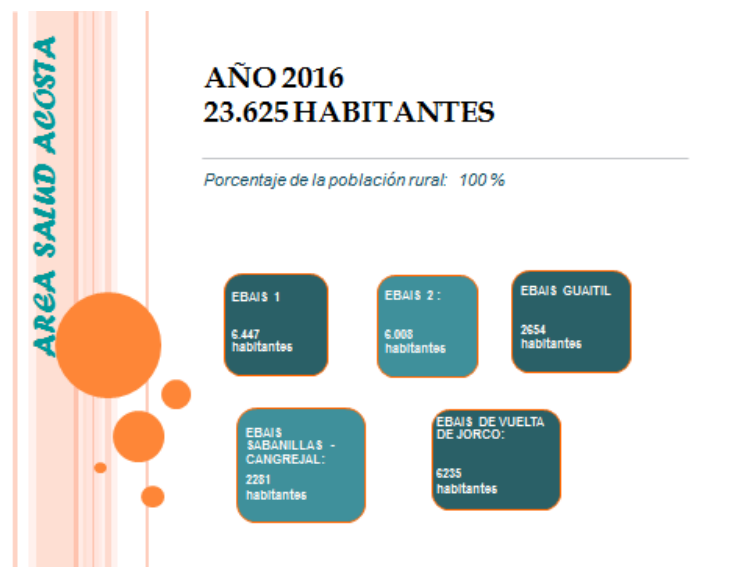 AREA SALUD ACOSTA
AÑO 2016
23.625 HABITANTES
Porcentaje de la población rural: 100 %
EBAIS 1
6.447
habitantes
EBAIS 2 :
6.008
habitantes
EBAIS GUAITIL
2654
habitantes
EBAIS
SABANILLAS -
CANGREJAL:
2281
habitantes
EBAIS DE VUELTA
DE JORCO:
6235
habitantes